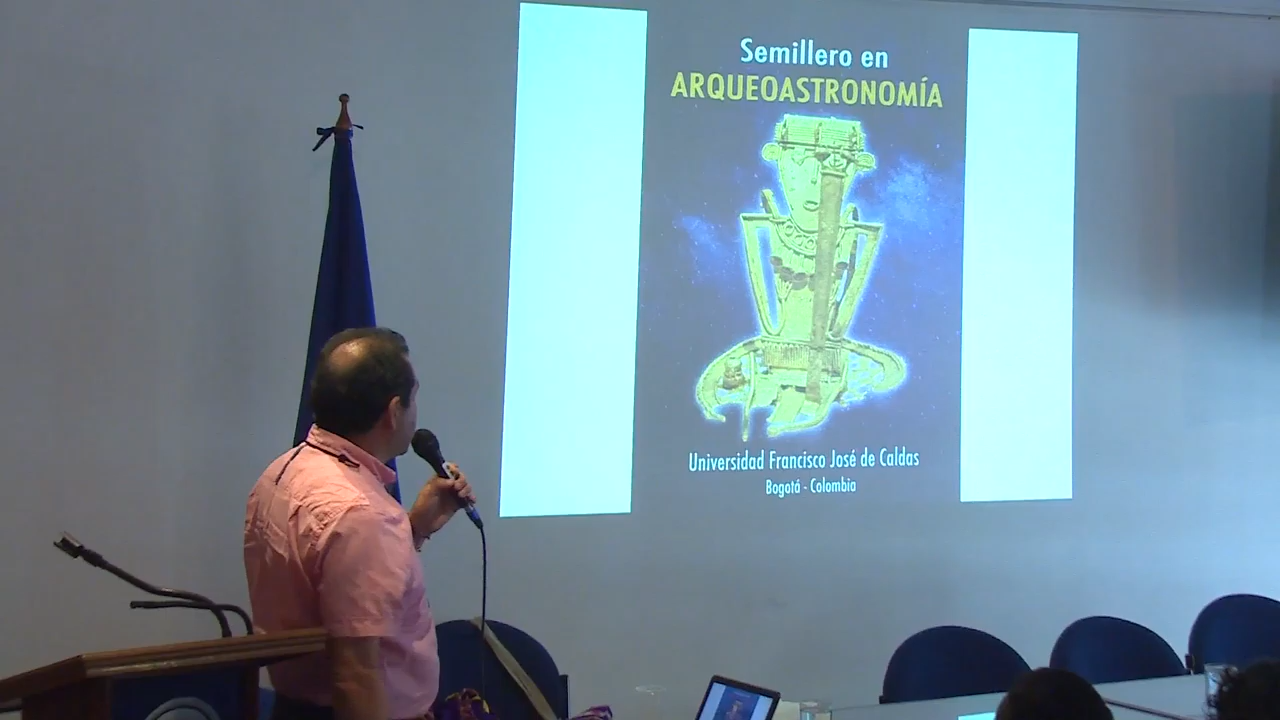 Semillero en
ARQUEOASTRONOMÍA
Universidad Francisco José de Caldas
Bogotá - Colombia